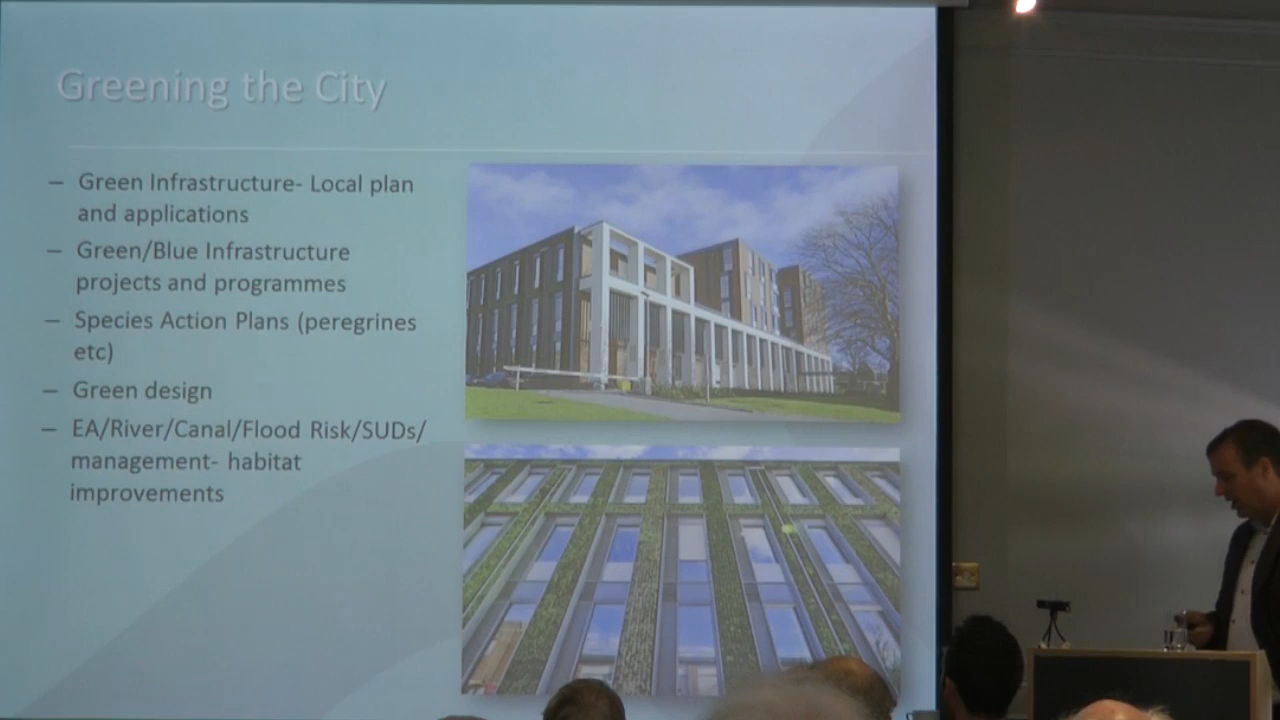 Greening the City
– Green Infrastructure- Local plan
and applications
– Green/Blue Infrastructure
projects and programmes
– Species Action Plans (peregrines
etc)
– Green design
– EA/River/Canal/Flood Risk/SUDs/
management- habitat
improvements